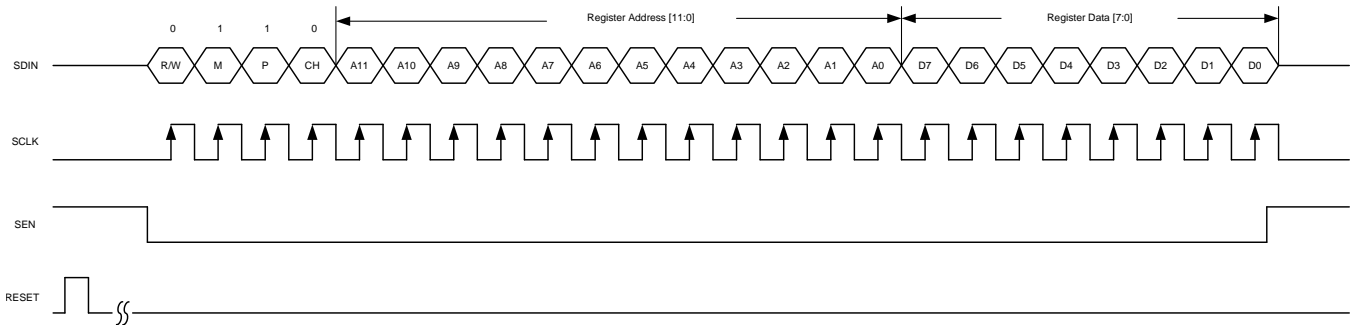 0 1 1 0 Register Address [11:0] Register Data [7:0]
SDIN R/W M P CH A11 A10 A9 A8 A7 A6 A5 A4 A3 A2 A1 A0 D7 D6 D5 D4 D3 D2 D1 D0
SCLK
SEN
RESET